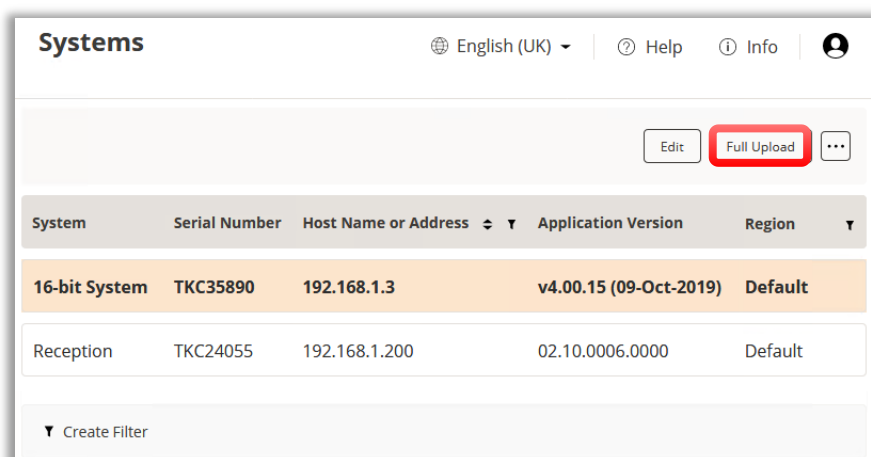 Systems English (UK) Help Info
Edit Full Upload ...
System Serial Number Host Name or Address Application Version Region
16-bit System TKC35890 192.168.1.3 v4.00.15 (09-Oct-2019) Default
Reception TKC24055 192.168.1.200 02.10.0006.0000 Default
Create Filter